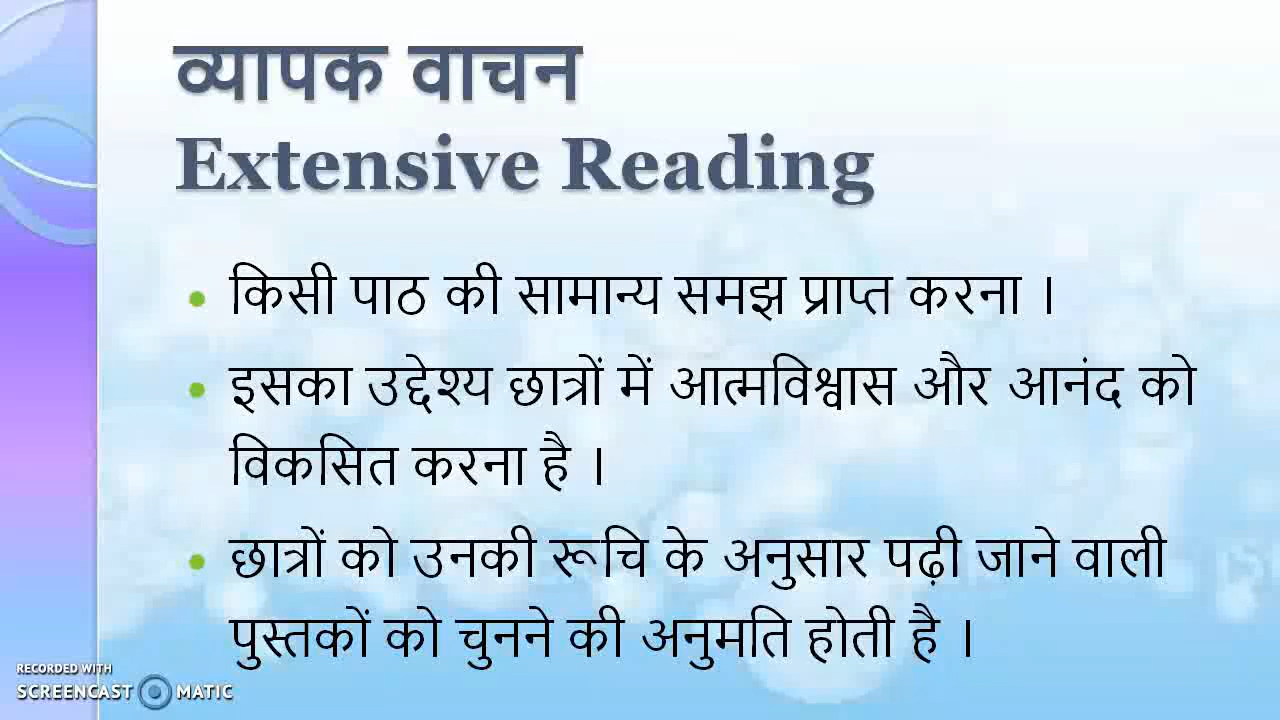 व्यापक वाचन
Extensive Reading
• किसी पाठ की सामान्य समझ प्राप्त करना ।
• इसका उद्देश्य छात्रों में आत्मविश्वास और आनंद को
विकसित करना है ।
• छात्रों को उनकी रूचि के अनुसार पढ़ी जाने वाली
पुस्तकों को चुनने की अनुमति होती है ।
RECORDED WITH
SCREENCAST MATIC